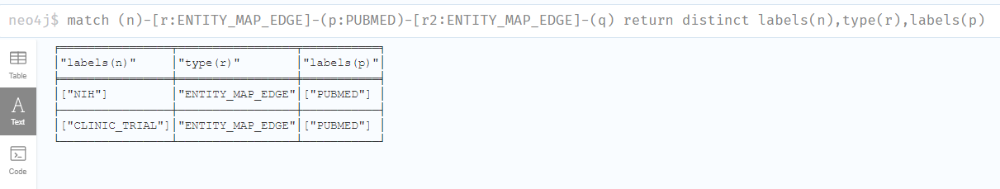 neo4j$ match (n)-[r:ENTITY_MAP_EDGE]-(p:PUBMED)-[r2:ENTITY_MAP_EDGE]-(q) return distinct labels(n),type(r),labels(p)
Table
A
Text
Code
"labels(n)" "type(r)" "labels(p)"
["NIH"] "ENTITY_MAP_EDGE" ["PUBMED"]
["CLINIC_TRIAL"] "ENTITY_MAP_EDGE" ["PUBMED"]